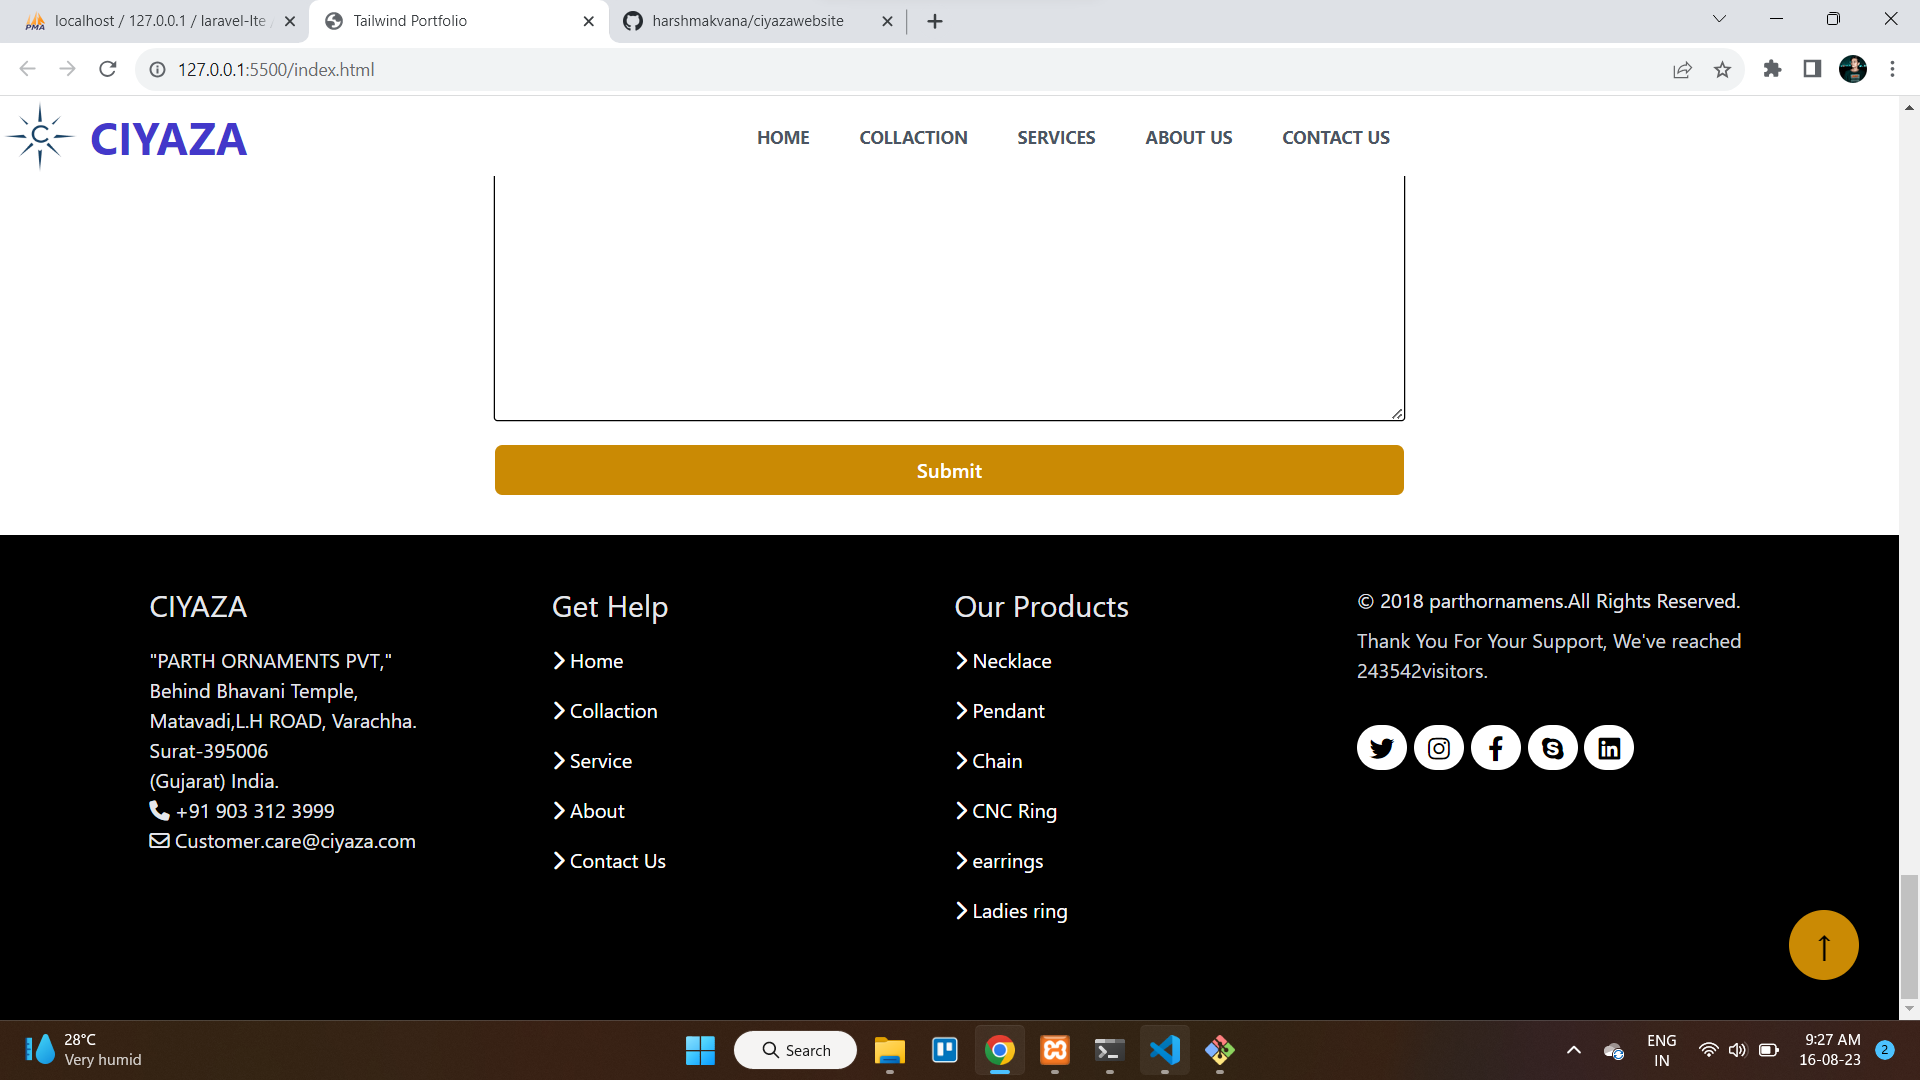 localhost / 127.0.0.1 / laravel-lte
Tailwind Portfolio
harshmakvana/ciyazawebsite
127.0.0.1:5500/index.html
CIYAZA
HOME
COLLACTION
SERVICES
ABOUT US
CONTACT US
Submit
CIYAZA
"PARTH ORNAMENTS PVT,"
Behind Bhavani Temple,
Matavadi,L.H ROAD, Varachha.
Surat-395006
(Gujarat) India.
+91 903 312 3999
Customer.care@ciyaza.com
Get Help
Home
Collaction
Service
About
Contact Us
Our Products
Necklace
Pendant
Chain
CNC Ring
earrings
Ladies ring
© 2018 parthornamens.All Rights Reserved.
Thank You For Your Support, We've reached
243542visitors.
28°C
Very humid
Search
ENG
IN
9:27 AM
16-08-23
2